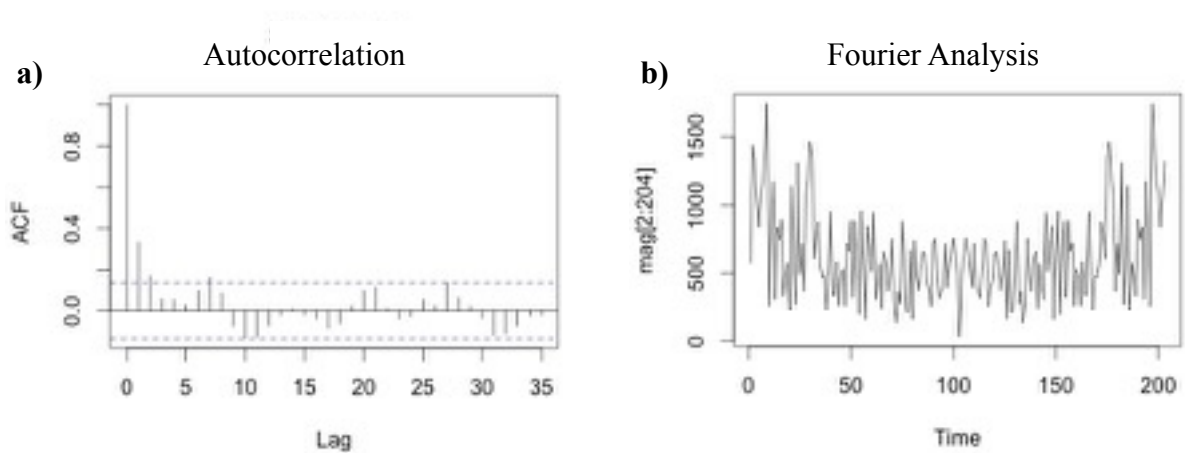 Autocorrelation
a)
ACF
0.8
0.4
0.0
0 5 10 15 20 25 30 35
Lag
Fourier Analysis
b)
mag[2:204]
1500
1000
500
0
0 50 100 150 200
Time